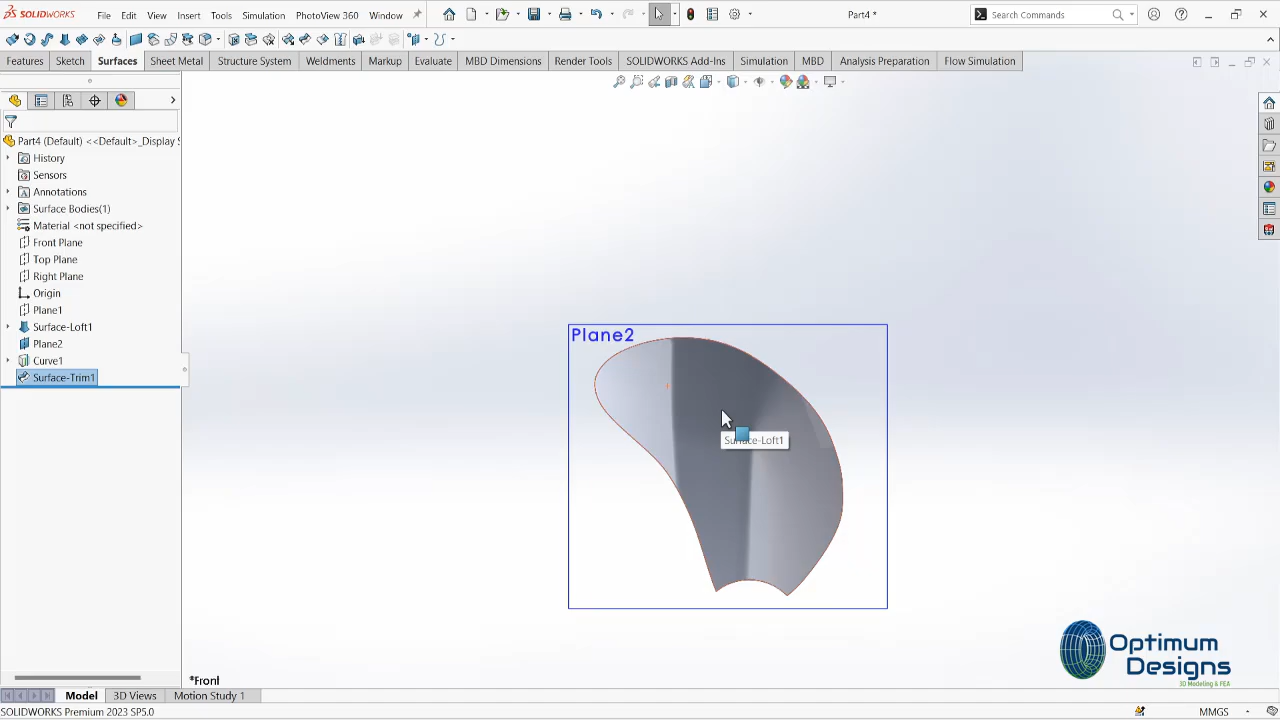 SOLIDWORKS File Edit View Insert Tools Simulation PhotoView 360 Window Part4 * Search Commands
Features Sketch Surfaces Sheet Metal Structure System Weldments Markup Evaluate MBD Dimensions Render Tools SOLIDWORKS Add-Ins Simulation MBD Analysis Preparation Flow Simulation
Part4 (Default) <<Default>_Display S
History
Sensors
Annotations
Surface Bodies(1)
Material <not specified>
Front Plane
Top Plane
Right Plane
Origin
Plane1
Surface-Loft1
Plane2
Curve1
Surface-Trim1
Plane2
Surface-Loft1
Optimum
Designs
3D Modeling & FEA
*Front
Model 3D Views Motion Study 1
SOLIDWORKS Premium 2023 SP5.0 MMGS